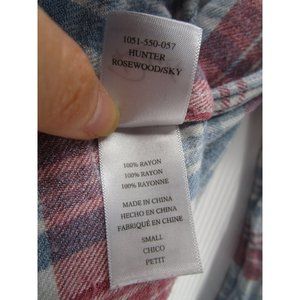 1051-550-057
HUNTER
ROSEWOOD/SKY
100% RAYON
100% RAYON
100% RAYONNE
MADE IN CHINA
HECHO EN CHINA
FABRIQUÉ EN CHINE
SMALL
CHICO
PETIT